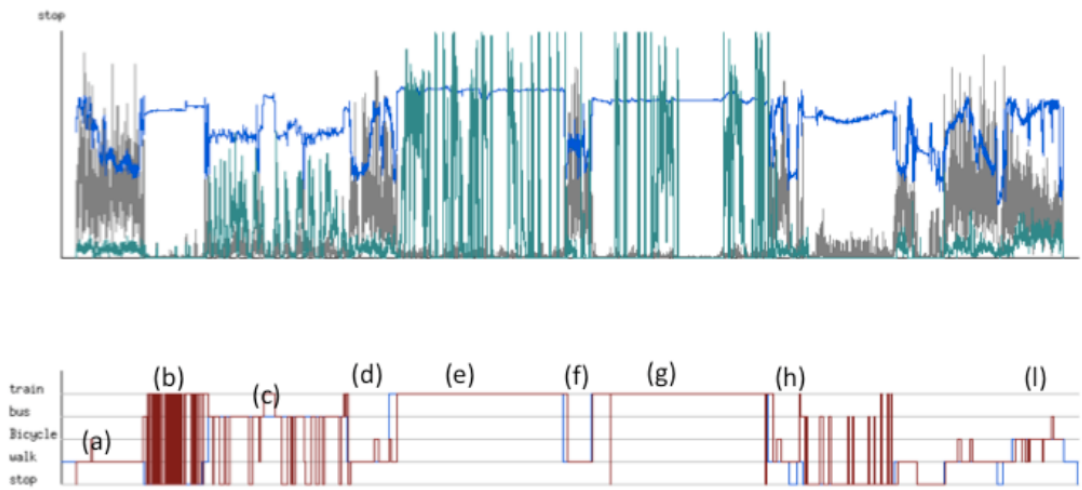 stop
(a)
(b)
(c)
(d)
(e)
(f)
(g)
(h)
(l)
train
bus
Bicycle
walk
stop